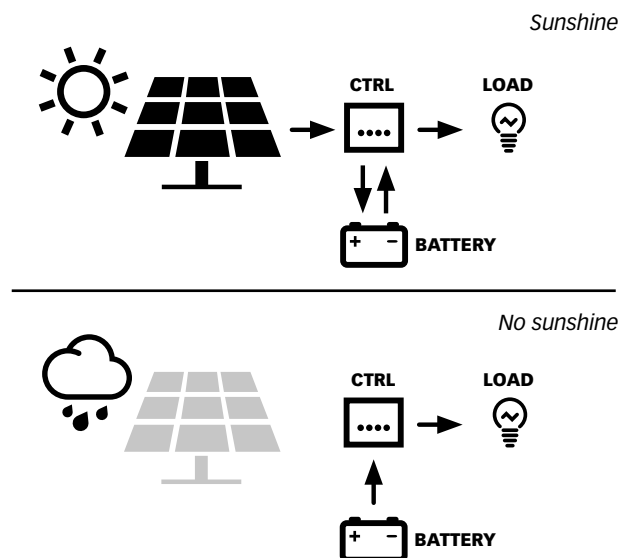 Sunshine
CTRL LOAD
+ - BATTERY
No sunshine
CTRL LOAD
+ - BATTERY